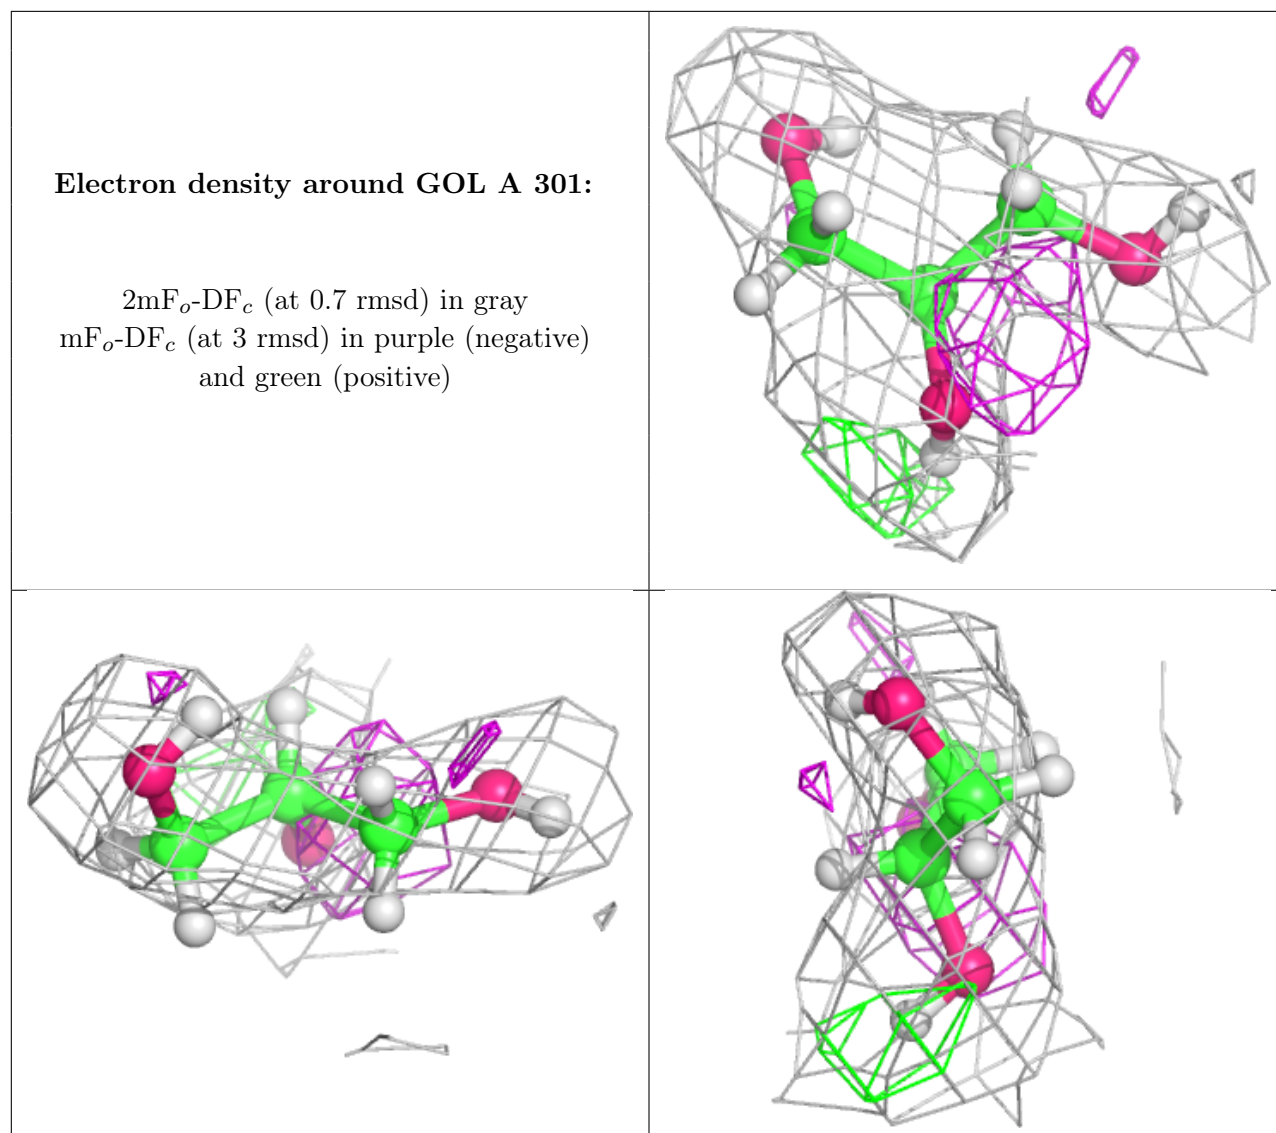 Electron density around GOL A 301:
2mFo-DFc (at 0.7 rmsd) in gray
mFo-DFc (at 3 rmsd) in purple (negative)
and green (positive)